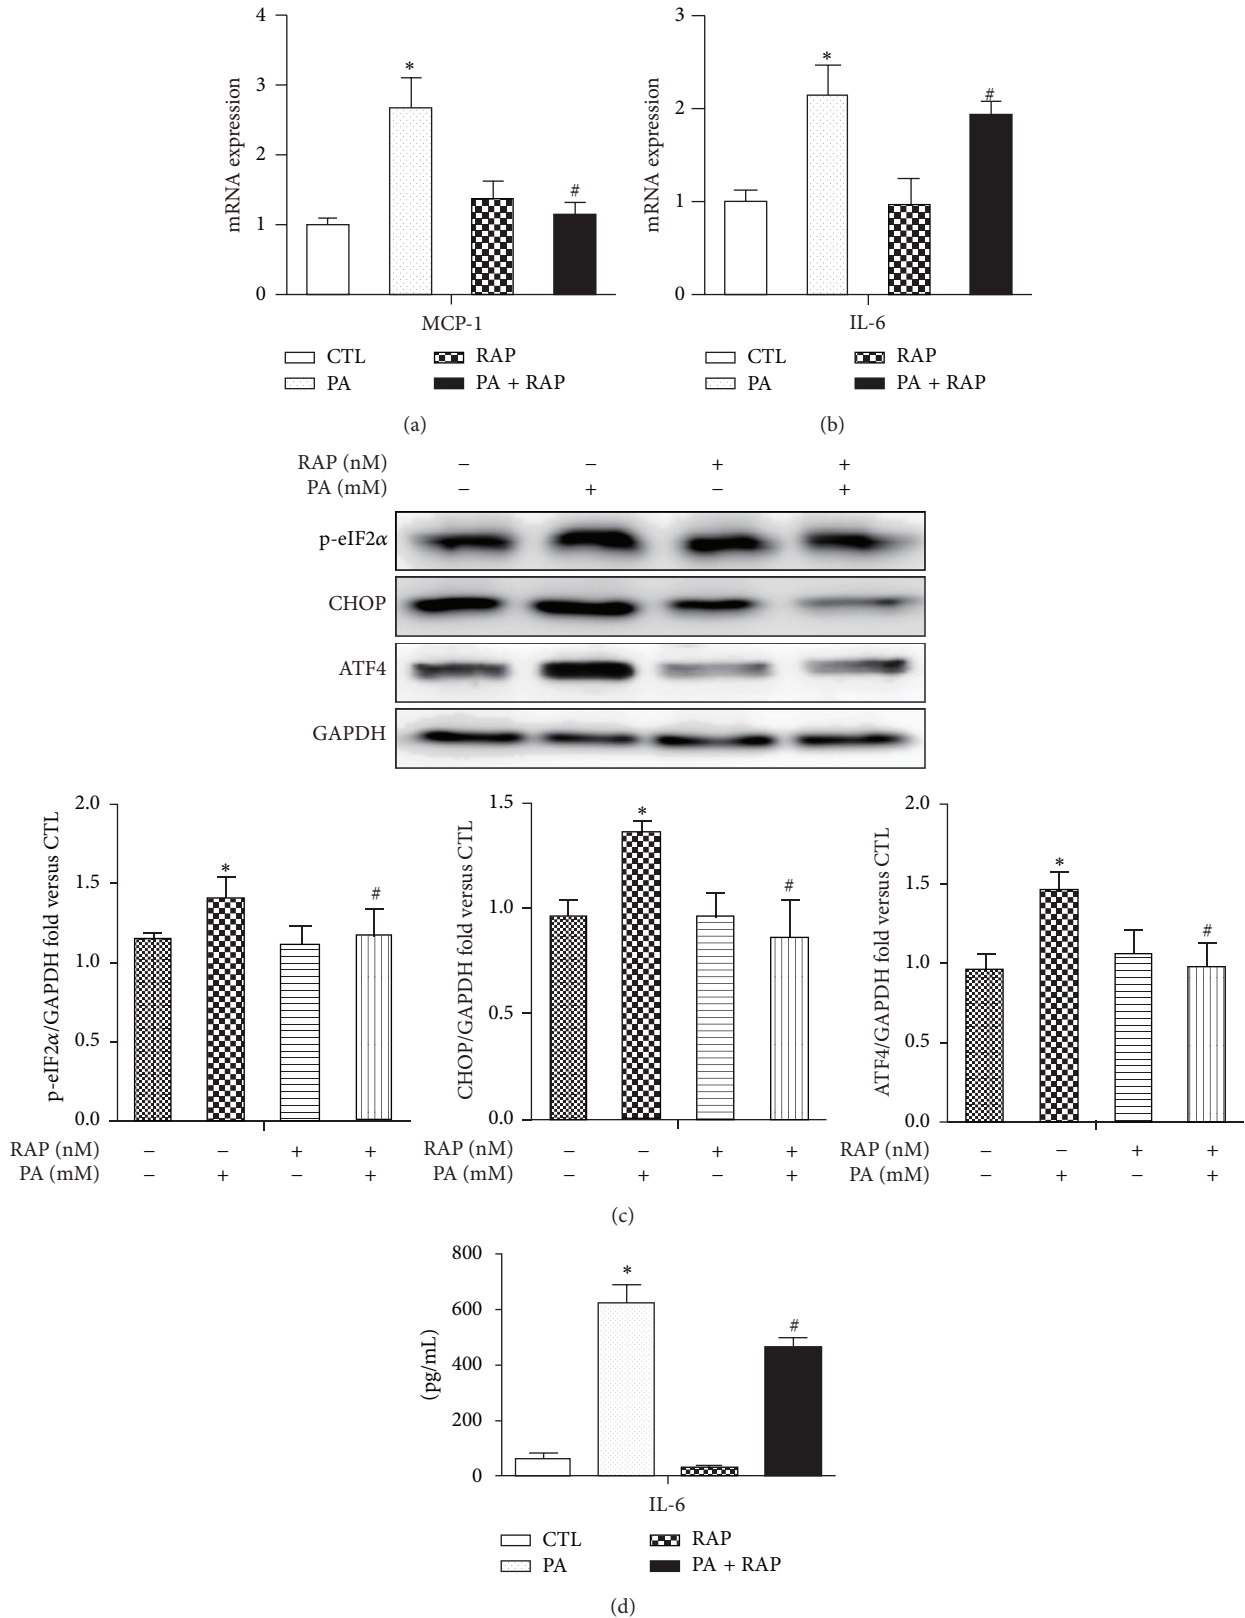 4
3
2
1
0
mRNA expression
*
#
MCP-1
CTL
PA
RAP
PA + RAP
(a)
3
2
1
0
mRNA expression
*
#
IL-6
CTL
PA
RAP
PA + RAP
(b)
RAP (nM) − − + +
PA (mM) − + − +
p-eIF2α
CHOP
ATF4
GAPDH
2.0
1.5
1.0
0.5
0.0
p-eIF2α/GAPDH fold versus CTL
*
#
RAP (nM) − − + +
PA (mM) − + − +
1.5
1.0
0.5
0.0
CHOP/GAPDH fold versus CTL
*
#
RAP (nM) − − + +
PA (mM) − + − +
2.0
1.5
1.0
0.5
0.0
ATF4/GAPDH fold versus CTL
*
#
RAP (nM) − − + +
PA (mM) − + − +
(c)
800
600
400
200
0
(pg/mL)
*
#
IL-6
CTL
PA
RAP
PA + RAP
(d)